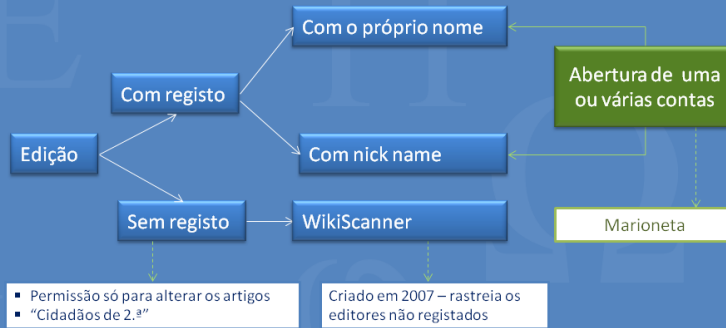 Com o próprio nome
Abertura de uma
ou várias contas
Com registo
Edição
Com nick name
Sem registo
WikiScanner
Marioneta
▪ Permissão só para alterar os artigos
▪ “Cidadãos de 2.ª”
Criado em 2007 – rastreia os
editores não registados